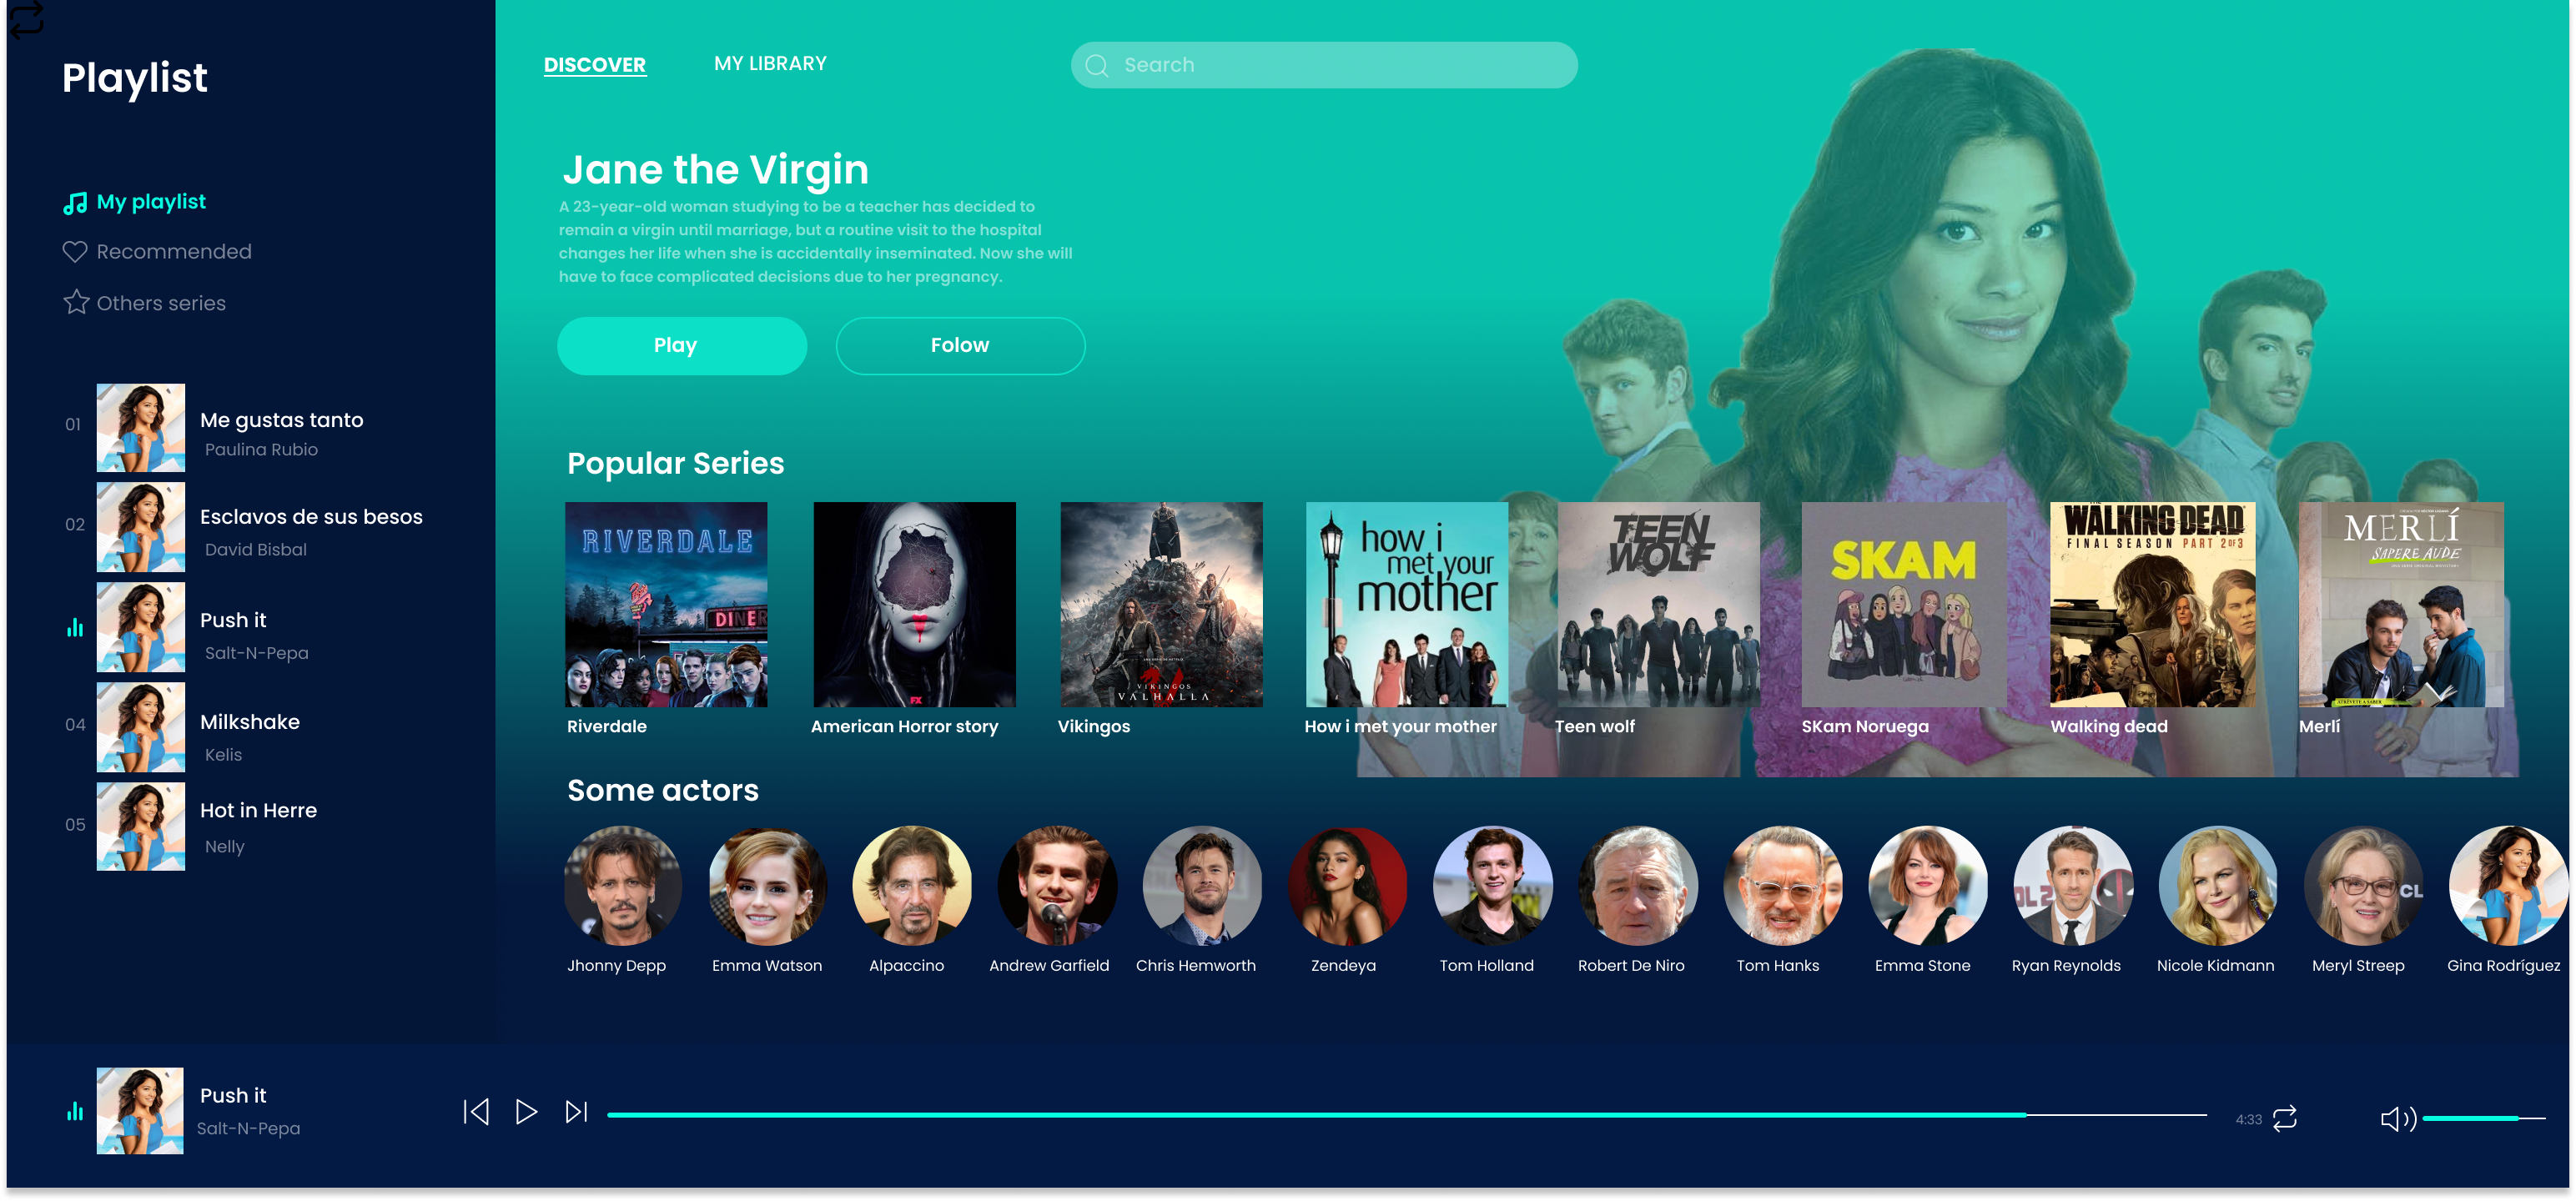 Playlist
DISCOVER
MY LIBRARY
Search
My playlist
Recommended
Others series
Jane the Virgin
A 23-year-old woman studying to be a teacher has decided to
remain a virgin until marriage, but a routine visit to the hospital
changes her life when she is accidentally inseminated. Now she will
have to face complicated decisions due to her pregnancy.
Play
Folow
01
Me gustas tanto
Paulina Rubio
02
Esclavos de sus besos
David Bisbal
Push it
Salt-N-Pepa
04
Milkshake
Kelis
05
Hot in Herre
Nelly
Popular Series
RIVERDALE
DINER
FX
VIKINGOS
VALHALLA
how i
met your
mother
TEEN
WOLF
SKAM
WALKING DEAD
FINAL SEASON PART 2OF3
MERLÍ
SAPERE AUDE
ATRÉVETE A SABER
Riverdale
American Horror story
Vikingos
How i met your mother
Teen wolf
SKam Noruega
Walking dead
Merlí
Some actors
OL2
CL
Jhonny Depp
Emma Watson
Alpaccino
Andrew Garfield
Chris Hemworth
Zendeya
Tom Holland
Robert De Niro
Tom Hanks
Emma Stone
Ryan Reynolds
Nicole Kidmann
Meryl Streep
Gina Rodríguez
Push it
Salt-N-Pepa
4:33